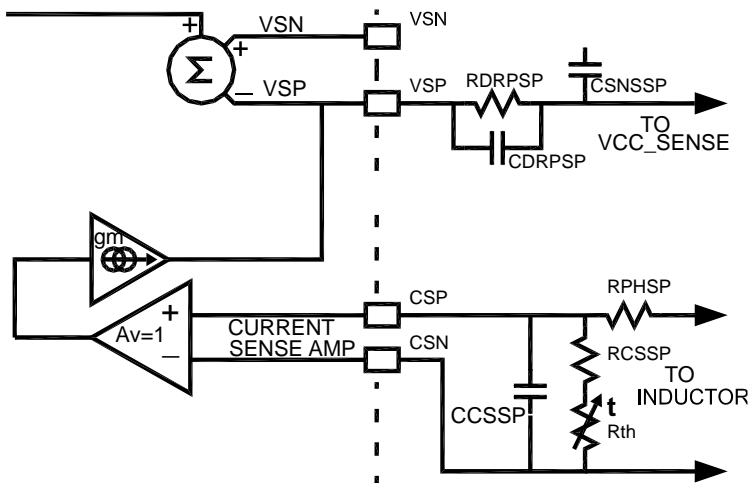 +
VSN
VSN
+
Σ
VSP
VSP
RDRPSP
CSNSSP
−
TO
VCC_SENSE
CDRPSP
gm
CSP
RPHSP
+
Av=1
CURRENT
SENSE AMP
CSN
−
RCSSP
TO
INDUCTOR
t
CCSSP
Rth